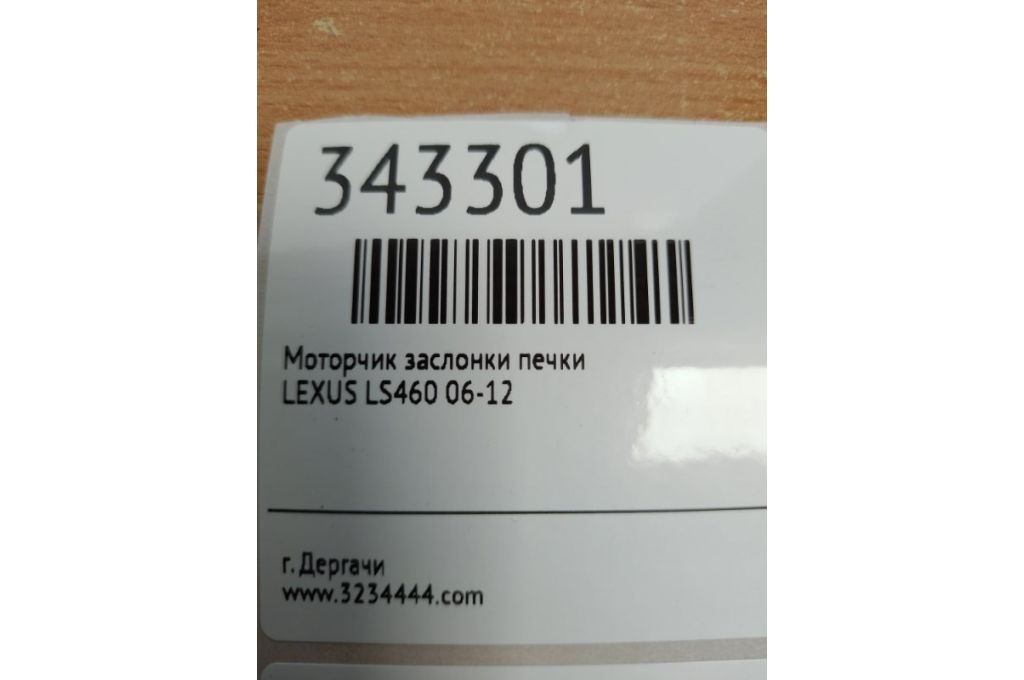 343301
Моторчик заслонки печки
LEXUS LS460 06-12
г. Дергачи
www.3234444.com